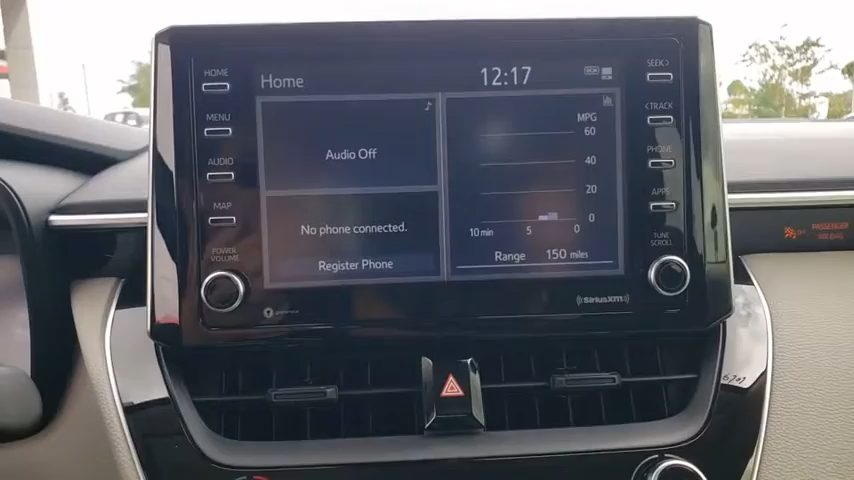 HOME
MENU
AUDIO
MAP
POWER
VOLUME
Home
12:17
Audio Off
No phone connected.
Register Phone
MPG
60
40
20
0
10 min
5
0
Range
150 miles
SiriusXM
SEEK>
<TRACK
PHONE
APPS
TUNE
SCROLL
PASSENGER